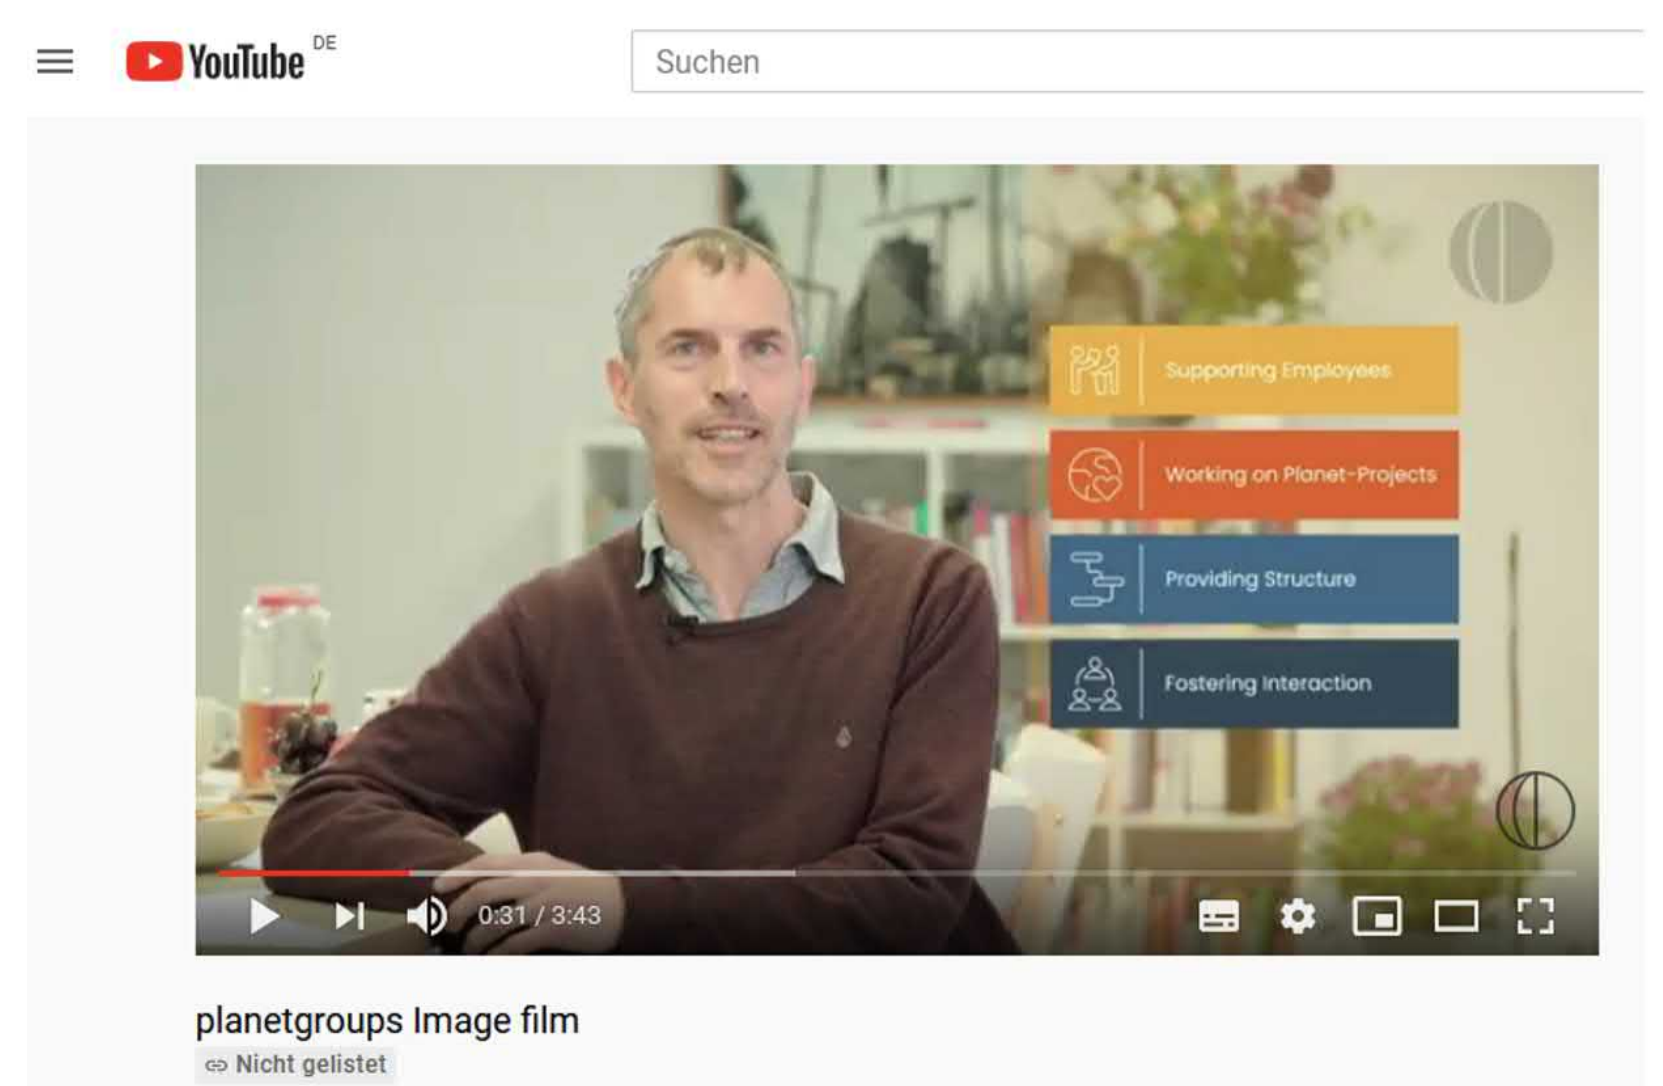 YouTube DE
Suchen
Supporting Employees
Working on Planet-Projects
Providing Structure
Fostering Interaction
0:31 / 3:43
planetgroups Image film
Nicht gelistet